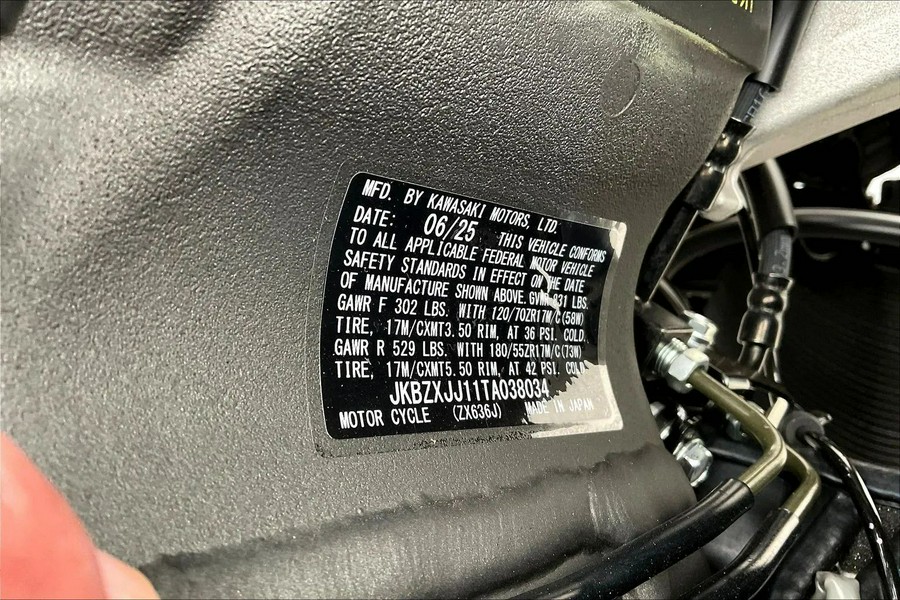 MFD. BY KAWASAKI MOTORS, LTD.
DATE: 06/25 THIS VEHICLE CONFORMS
TO ALL APPLICABLE FEDERAL MOTOR VEHICLE
SAFETY STANDARDS IN EFFECT ON THE DATE
OF MANUFACTURE SHOWN ABOVE. GVWR 831 LBS.
GAWR F 302 LBS. WITH 120/70ZR17M/C(58W)
TIRE, 17M/CXMT3.50 RIM, AT 36 PSI. COLD.
GAWR R 529 LBS. WITH 180/55ZR17M/C(73W)
TIRE, 17M/CXMT5.50 RIM, AT 42 PSI. COLD.
JKBZXJJ11TA038034
MOTOR CYCLE (ZX636J) MADE IN JAPAN